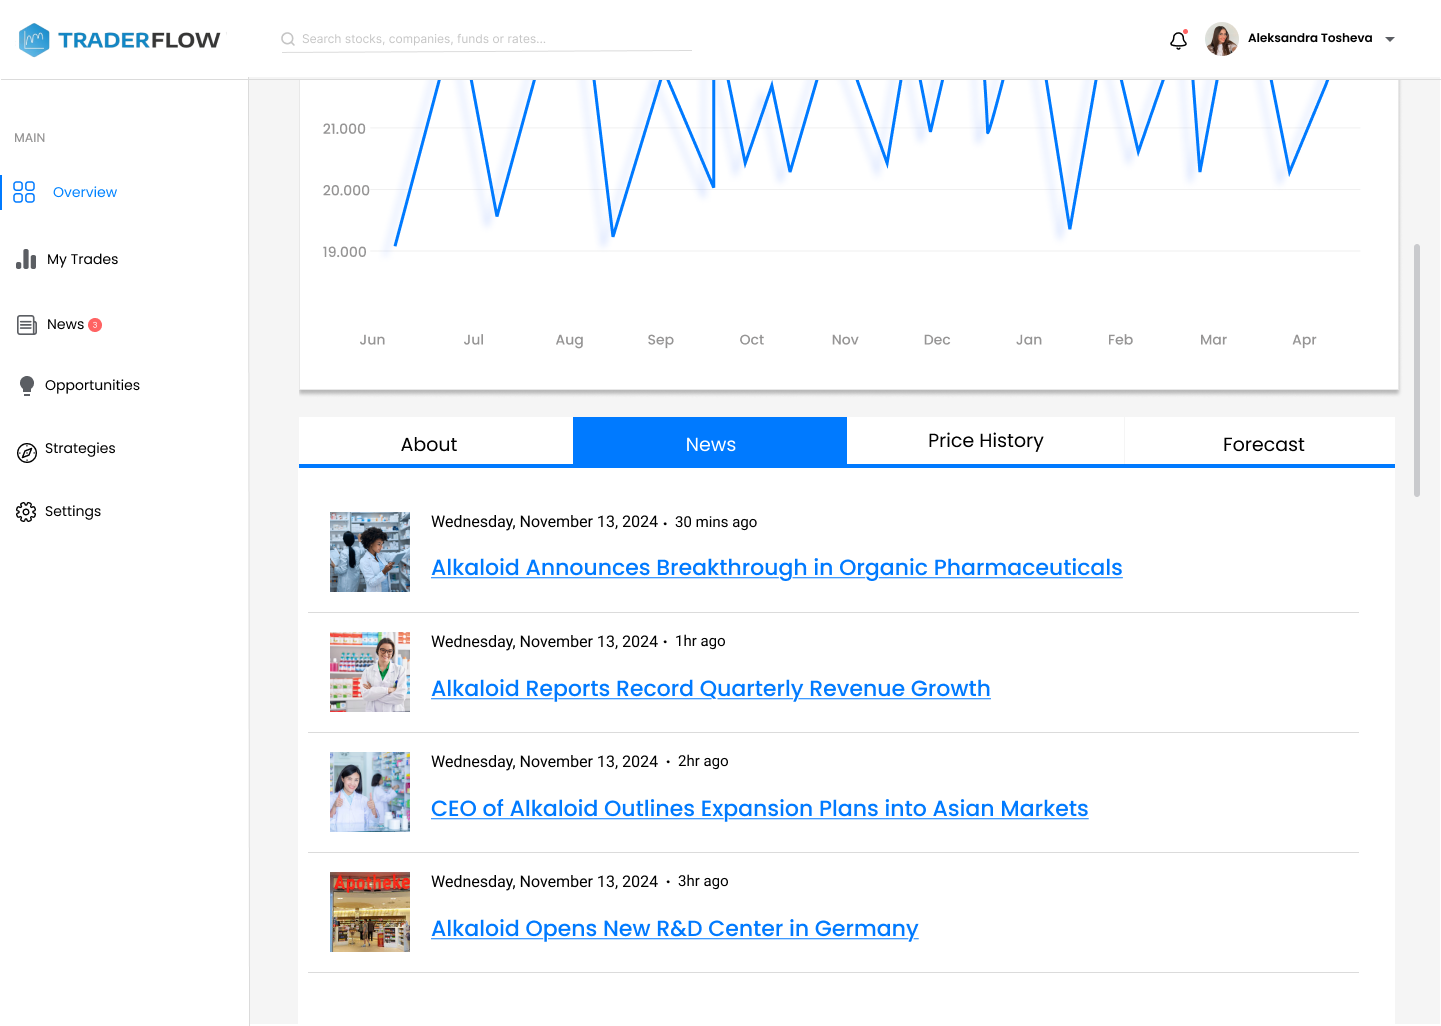 TRADERFLOW
Search stocks, companies, funds or rates...
Aleksandra Tosheva
MAIN
Overview
My Trades
News 3
Opportunities
Strategies
Settings
21.000
20.000
19.000
Jun Jul Aug Sep Oct Nov Dec Jan Feb Mar Apr
About News Price History Forecast
Wednesday, November 13, 2024 • 30 mins ago
Alkaloid Announces Breakthrough in Organic Pharmaceuticals
Wednesday, November 13, 2024 • 1hr ago
Alkaloid Reports Record Quarterly Revenue Growth
Wednesday, November 13, 2024 • 2hr ago
CEO of Alkaloid Outlines Expansion Plans into Asian Markets
Apotheke
Wednesday, November 13, 2024 • 3hr ago
Alkaloid Opens New R&D Center in Germany